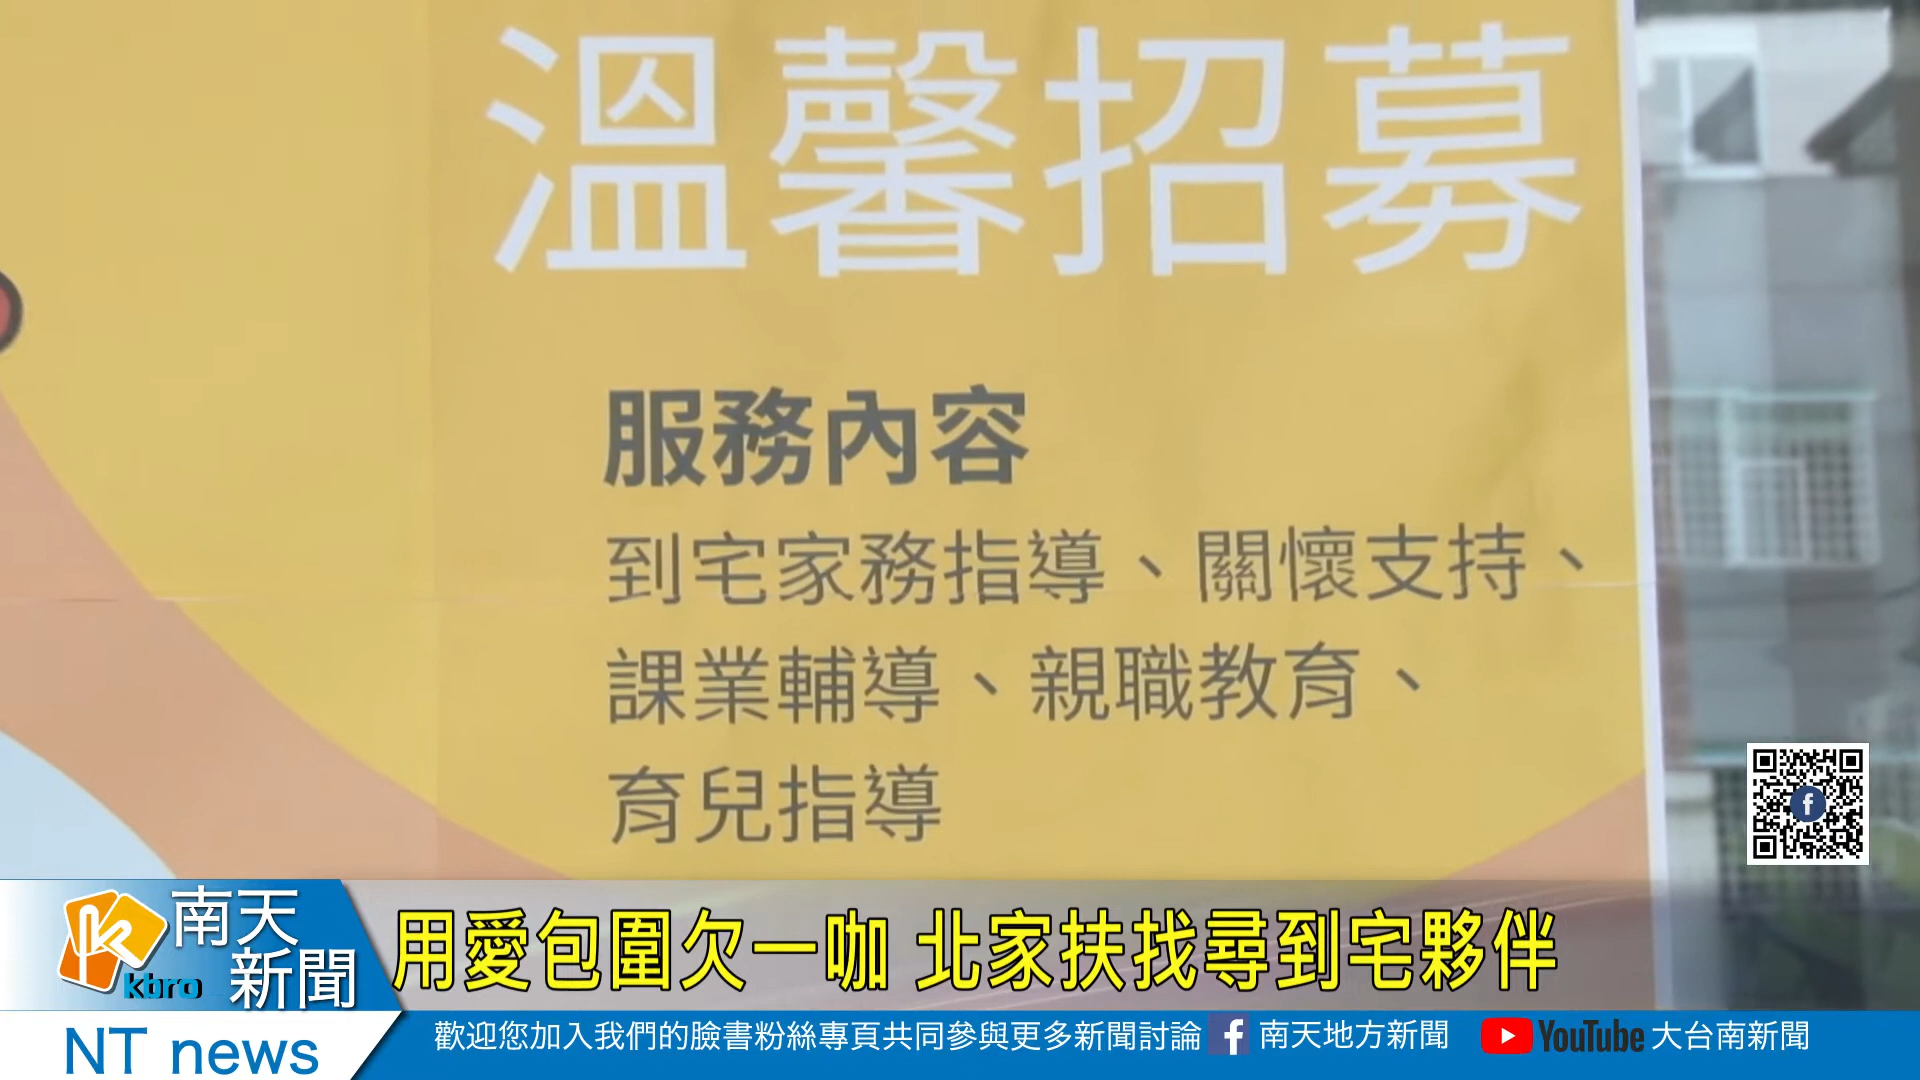 溫馨招募
服務內容
到宅家務指導、關懷支持、
課業輔導、親職教育、
育兒指導
南天
新聞
kbro
用愛包圍欠一咖 北家扶找尋到宅夥伴
NT news
歡迎您加入我們的臉書粉絲專頁共同參與更多新聞討論 南天地方新聞 YouTube 大台南新聞